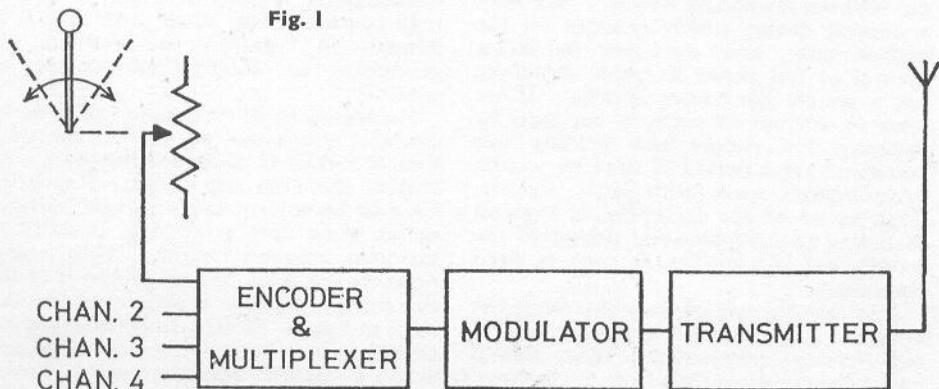 Fig. 1
CHAN. 2
CHAN. 3
CHAN. 4
ENCODER
&
MULTIPLEXER
MODULATOR
TRANSMITTER